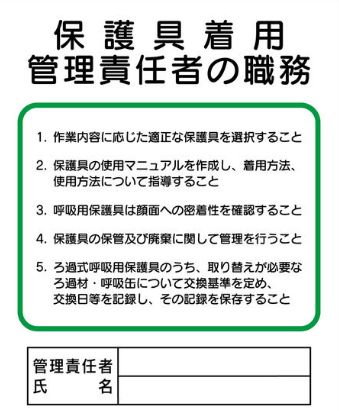 保護具着用
管理責任者の職務
1. 作業内容に応じた適正な保護具を選択すること
2. 保護具の使用マニュアルを作成し、着用方法、
使用方法について指導すること
3. 呼吸用保護具は顔面への密着性を確認すること
4. 保護具の保管及び廃棄に関して管理を行うこと
5. ろ過式呼吸用保護具のうち、取り替えが必要な
ろ過材・呼吸缶について交換基準を定め、
交換日等を記録し、その記録を保存すること
管理責任者
氏名